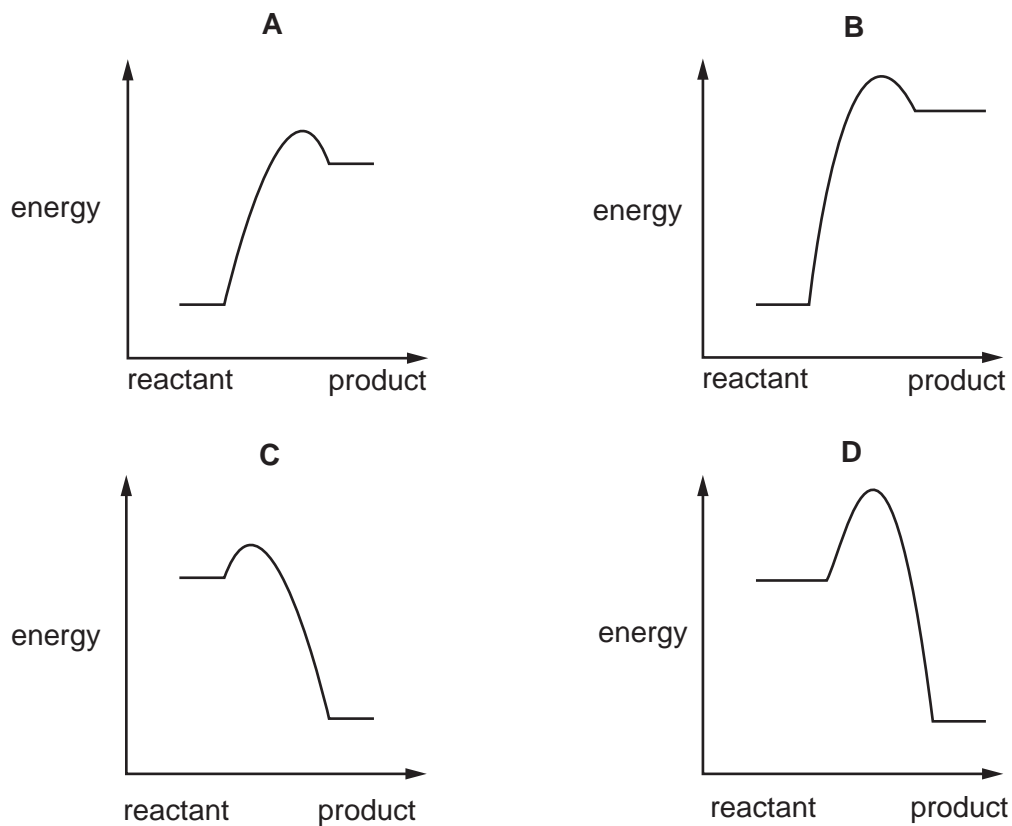 A
energy
reactant
product
B
energy
reactant
product
C
energy
reactant
product
D
energy
reactant
product